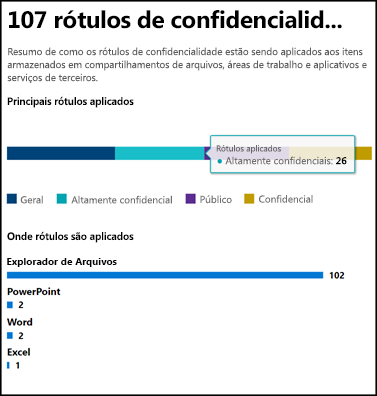 107 rótulos de confidencialid...
Resumo de como os rótulos de confidencialidade estão sendo aplicados aos itens
armazenados em compartilhamentos de arquivos, áreas de trabalho e aplicativos e
serviços de terceiros.
Principais rótulos aplicados
Rótulos aplicados
Altamente confidenciais: 26
Geral Altamente confidencial Público Confidencial
Onde rótulos são aplicados
Explorador de Arquivos
102
PowerPoint
2
Word
2
Excel
1